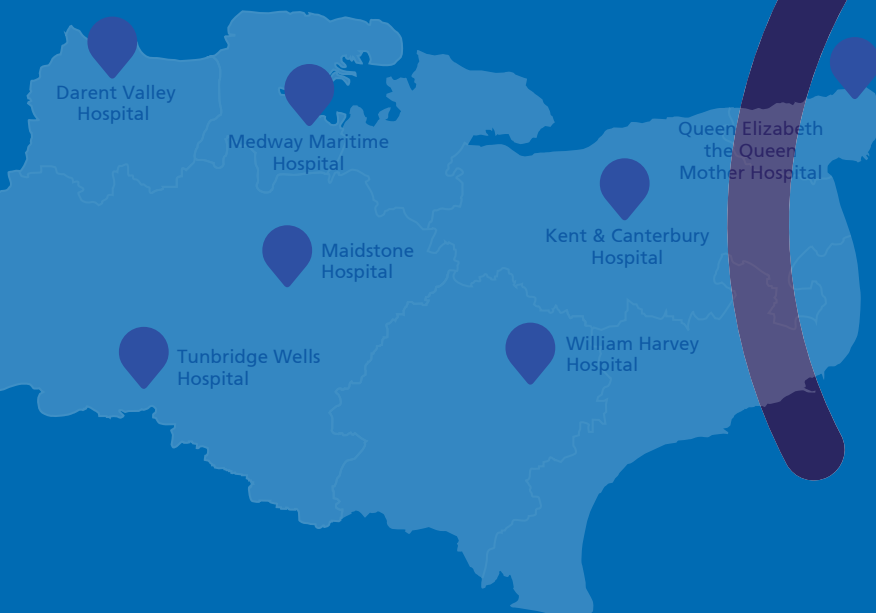 Darent Valley
Hospital
Medway Maritime
Hospital
Queen Elizabeth
the Queen
Mother Hospital
Kent & Canterbury
Hospital
Maidstone
Hospital
William Harvey
Hospital
Tunbridge Wells
Hospital